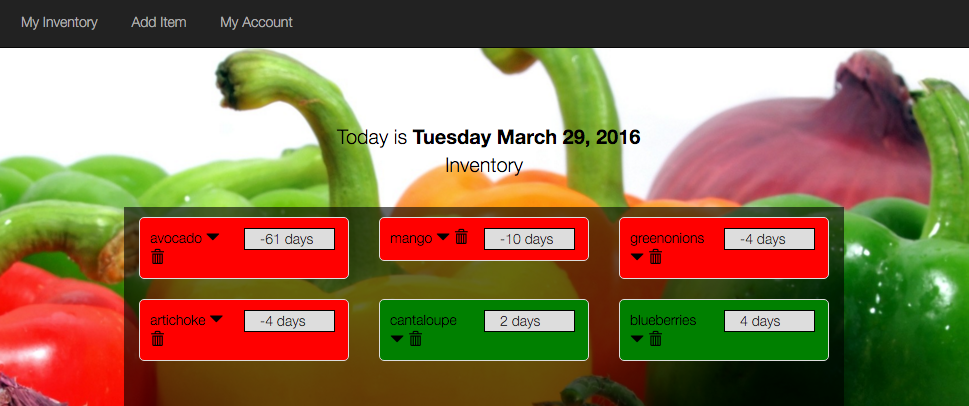 My Inventory Add Item My Account
Today is Tuesday March 29, 2016
Inventory
avocado -61 days
mango -10 days
greenonions -4 days
artichoke -4 days
cantaloupe 2 days
blueberries 4 days